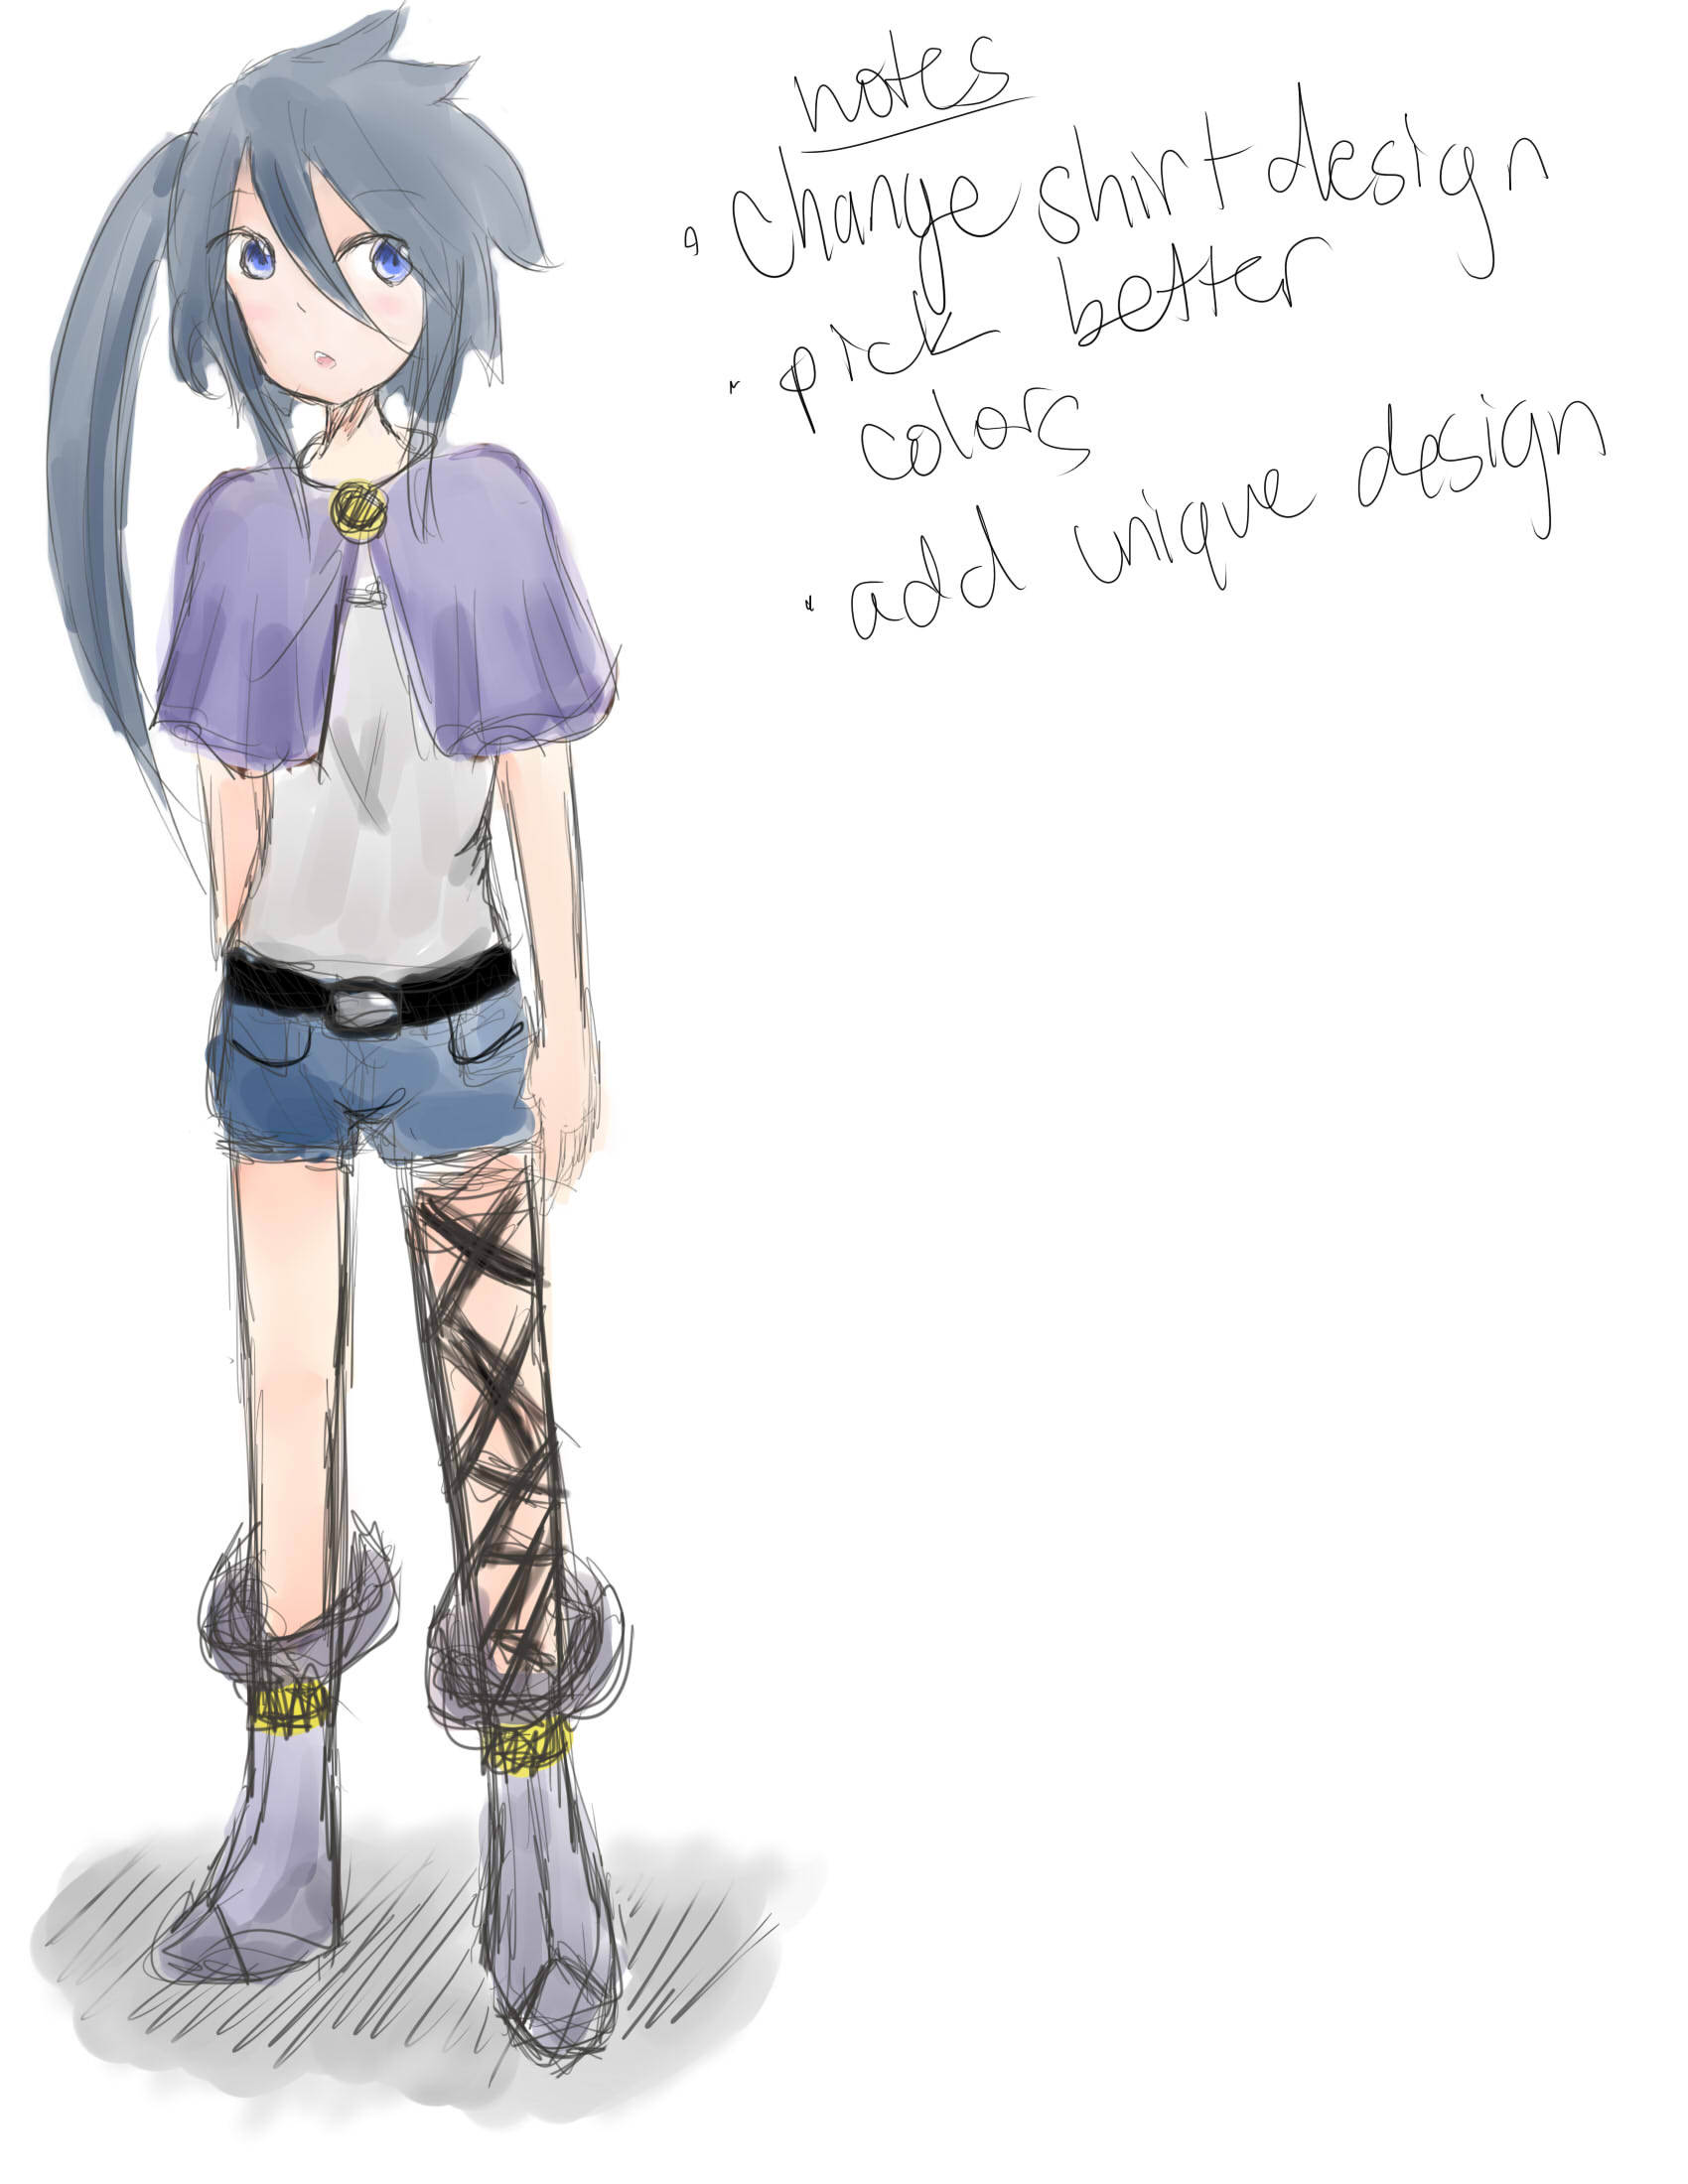 notes
• change shirt design
• pick better
colors
• add unique design